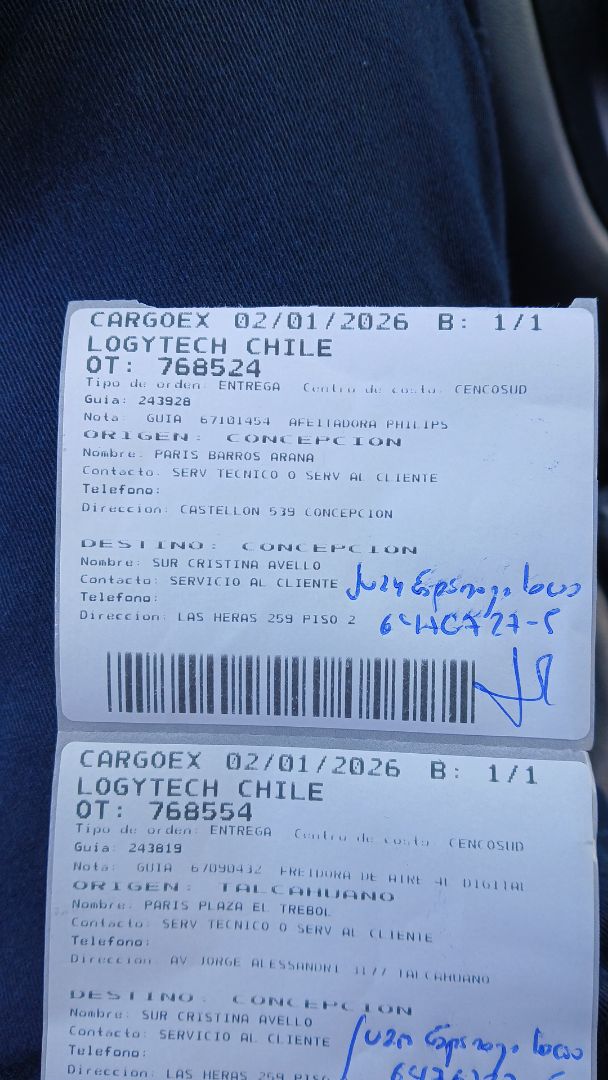 CARGOEX 02/01/2026 B: 1/1
LOGYTECH CHILE
OT: 768524
Tipo de orden: ENTREGA Centro de costo: CENCOSUD
Guia: 243928
Nota: GUIA 67101454 AFEITADORA PHILIPS
ORIGEN: CONCEPCION
Nombre: PARIS BARROS ARANA
Contacto: SERV TECNICO O SERV AL CLIENTE
Telefono:
Direccion: CASTELLON 539 CONCEPCION
DESTINO: CONCEPCION
Nombre: SUR CRISTINA AVELLO
Contacto: SERVICIO AL CLIENTE
Telefono:
Direccion: LAS HERAS 259 PISO 2
CARGOEX 02/01/2026 B: 1/1
LOGYTECH CHILE
OT: 768554
Tipo de orden: ENTREGA Centro de costo: CENCOSUD
Guia: 243819
Nota: GUIA 67090432 FREIDORA DE AIRE 4L DIGITAL
ORIGEN: TALCAHUANO
Nombre: PARIS PLAZA EL TREBOL
Contacto: SERV TECNICO O SERV AL CLIENTE
Telefono:
Direccion: AV JORGE ALESSANDRI 3177 TALCAHUANO
DESTINO: CONCEPCION
Nombre: SUR CRISTINA AVELLO
Contacto: SERVICIO AL CLIENTE
Telefono:
Direccion: LAS HERAS 259 PISO